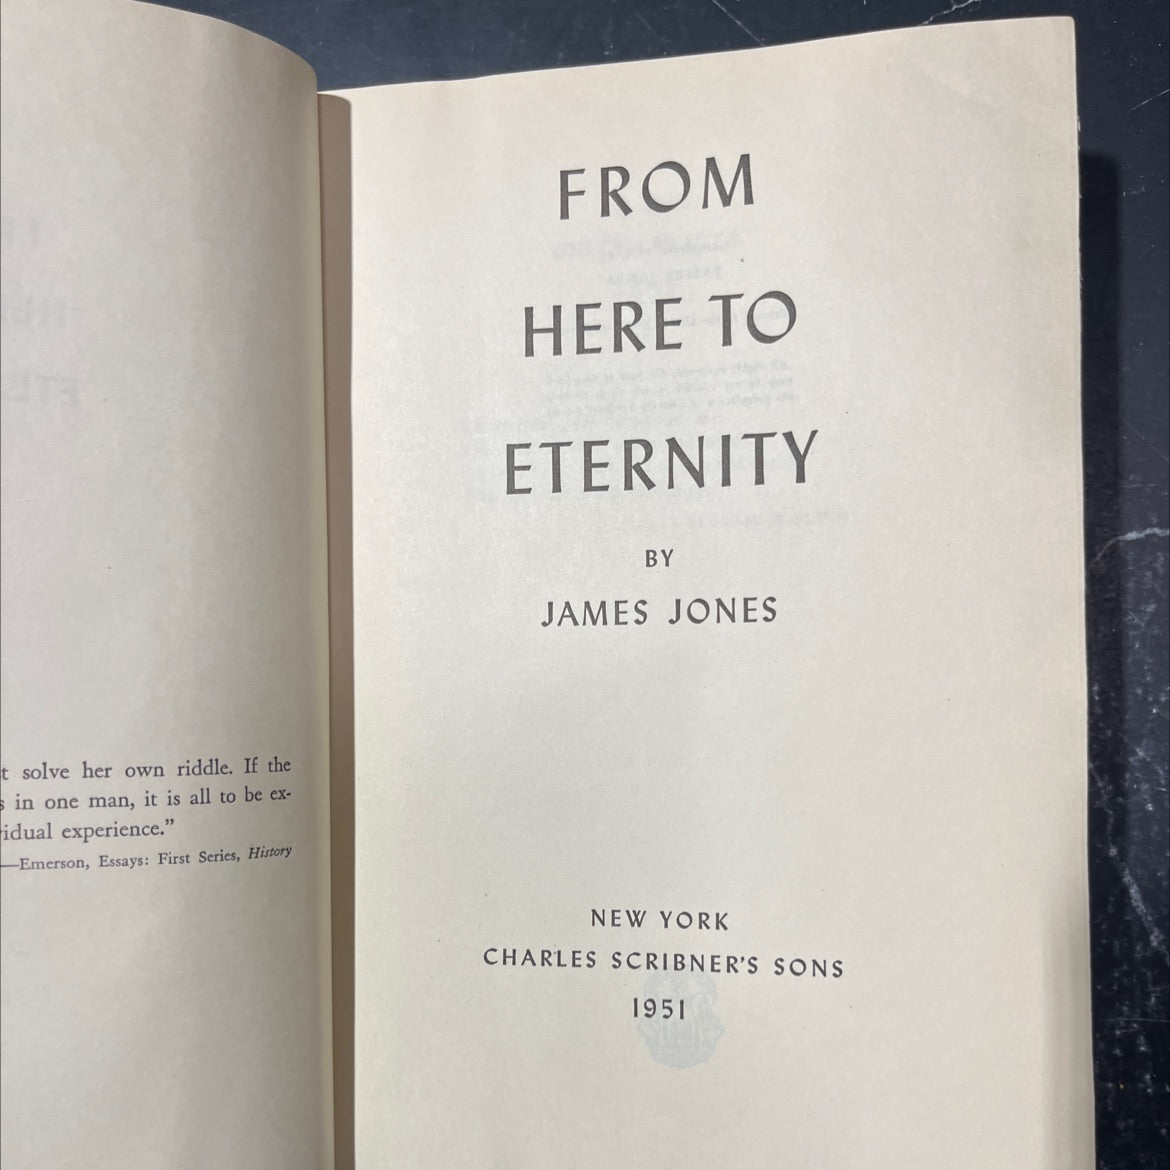 t solve her own riddle. If the
s in one man, it is all to be ex-
idual experience.”
—Emerson, Essays: First Series, History
FROM
HERE TO
ETERNITY
BY
JAMES JONES
NEW YORK
CHARLES SCRIBNER’S SONS
1951